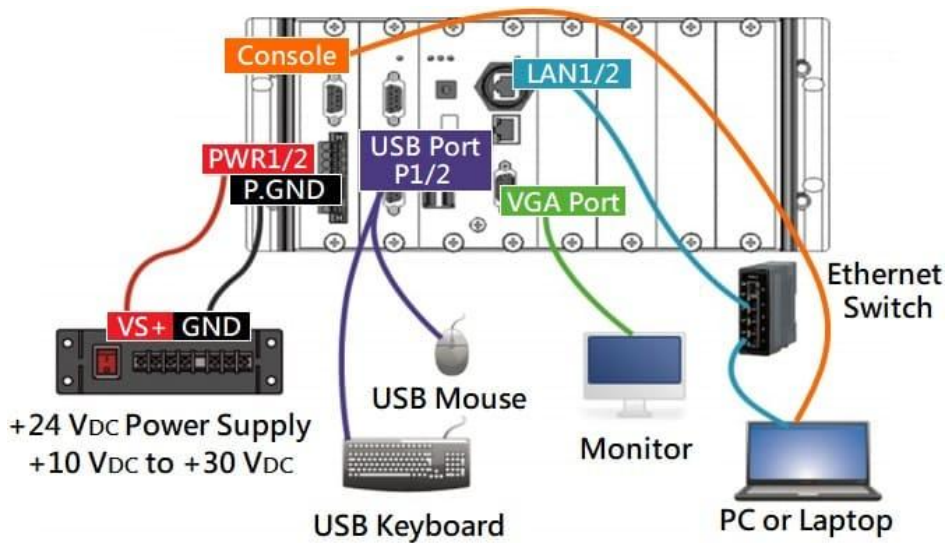 Console
LAN1/2
PWR1/2
P.GND
USB Port
P1/2
VGA Port
Ethernet
Switch
VS+
GND
+24 VDC Power Supply
+10 VDC to +30 VDC
USB Mouse
USB Keyboard
Monitor
PC or Laptop